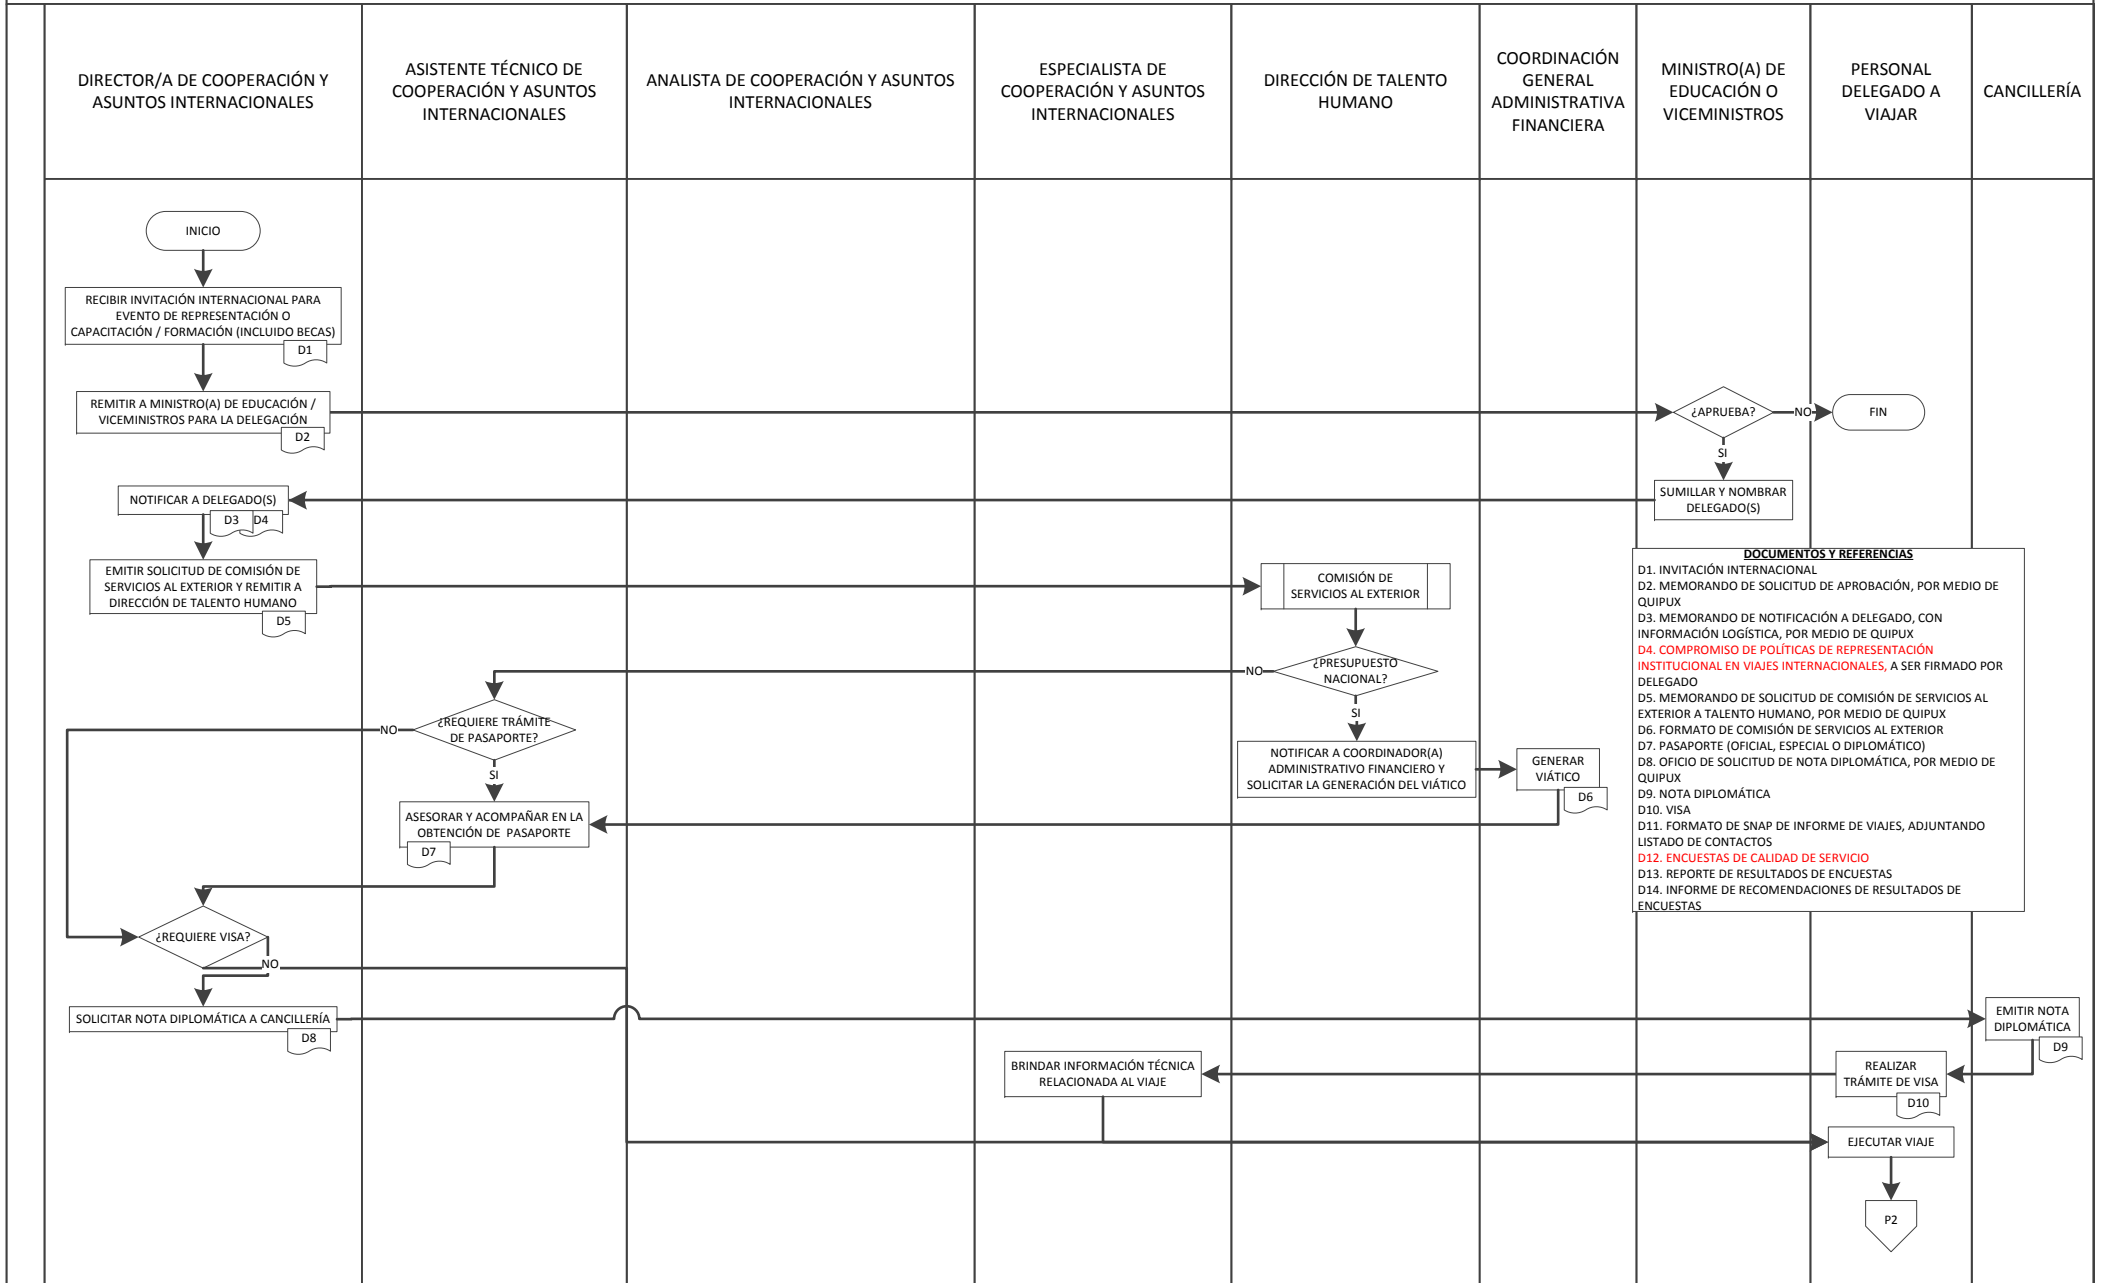 DIRECTOR/A DE COOPERACIÓN Y
ASUNTOS INTERNACIONALES
ASISTENTE TÉCNICO DE
COOPERACIÓN Y ASUNTOS
INTERNACIONALES
ANALISTA DE COOPERACIÓN Y ASUNTOS
INTERNACIONALES
ESPECIALISTA DE
COOPERACIÓN Y ASUNTOS
INTERNACIONALES
DIRECCIÓN DE TALENTO
HUMANO
COORDINACIÓN
GENERAL
ADMINISTRATIVA
FINANCIERA
MINISTRO(A) DE
EDUCACIÓN O
VICEMINISTROS
PERSONAL
DELEGADO A
VIAJAR
CANCILLERÍA
INICIO
RECIBIR INVITACIÓN INTERNACIONAL PARA
EVENTO DE REPRESENTACIÓN O
CAPACITACIÓN / FORMACIÓN (INCLUIDO BECAS)
D1
REMITIR A MINISTRO(A) DE EDUCACIÓN /
VICEMINISTROS PARA LA DELEGACIÓN
D2
¿APRUEBA?
NO
FIN
SI
SUMILLAR Y NOMBRAR
DELEGADO(S)
NOTIFICAR A DELEGADO(S)
D3
D4
EMITIR SOLICITUD DE COMISIÓN DE
SERVICIOS AL EXTERIOR Y REMITIR A
DIRECCIÓN DE TALENTO HUMANO
D5
COMISIÓN DE
SERVICIOS AL EXTERIOR
¿PRESUPUESTO
NACIONAL?
NO
SI
NOTIFICAR A COORDINADOR(A)
ADMINISTRATIVO FINANCIERO Y
SOLICITAR LA GENERACIÓN DEL VIÁTICO
GENERAR
VIÁTICO
D6
¿REQUIERE TRÁMITE
DE PASAPORTE?
NO
SI
ASESORAR Y ACOMPAÑAR EN LA
OBTENCIÓN DE  PASAPORTE
D7
¿REQUIERE VISA?
NO
SOLICITAR NOTA DIPLOMÁTICA A CANCILLERÍA
D8
EMITIR NOTA
DIPLOMÁTICA
D9
REALIZAR
TRÁMITE DE VISA
D10
BRINDAR INFORMACIÓN TÉCNICA
RELACIONADA AL VIAJE
EJECUTAR VIAJE
P2
DOCUMENTOS Y REFERENCIAS
D1. INVITACIÓN INTERNACIONAL
D2. MEMORANDO DE SOLICITUD DE APROBACIÓN, POR MEDIO DE
QUIPUX
D3. MEMORANDO DE NOTIFICACIÓN A DELEGADO, CON
INFORMACIÓN LOGÍSTICA, POR MEDIO DE QUIPUX
D4. COMPROMISO DE POLÍTICAS DE REPRESENTACIÓN
INSTITUCIONAL EN VIAJES INTERNACIONALES, A SER FIRMADO POR
DELEGADO
D5. MEMORANDO DE SOLICITUD DE COMISIÓN DE SERVICIOS AL
EXTERIOR A TALENTO HUMANO, POR MEDIO DE QUIPUX
D6. FORMATO DE COMISIÓN DE SERVICIOS AL EXTERIOR
D7. PASAPORTE (OFICIAL, ESPECIAL O DIPLOMÁTICO)
D8. OFICIO DE SOLICITUD DE NOTA DIPLOMÁTICA, POR MEDIO DE
QUIPUX
D9. NOTA DIPLOMÁTICA
D10. VISA
D11. FORMATO DE SNAP DE INFORME DE VIAJES, ADJUNTANDO
LISTADO DE CONTACTOS
D12. ENCUESTAS DE CALIDAD DE SERVICIO
D13. REPORTE DE RESULTADOS DE ENCUESTAS
D14. INFORME DE RECOMENDACIONES DE RESULTADOS DE
ENCUESTAS